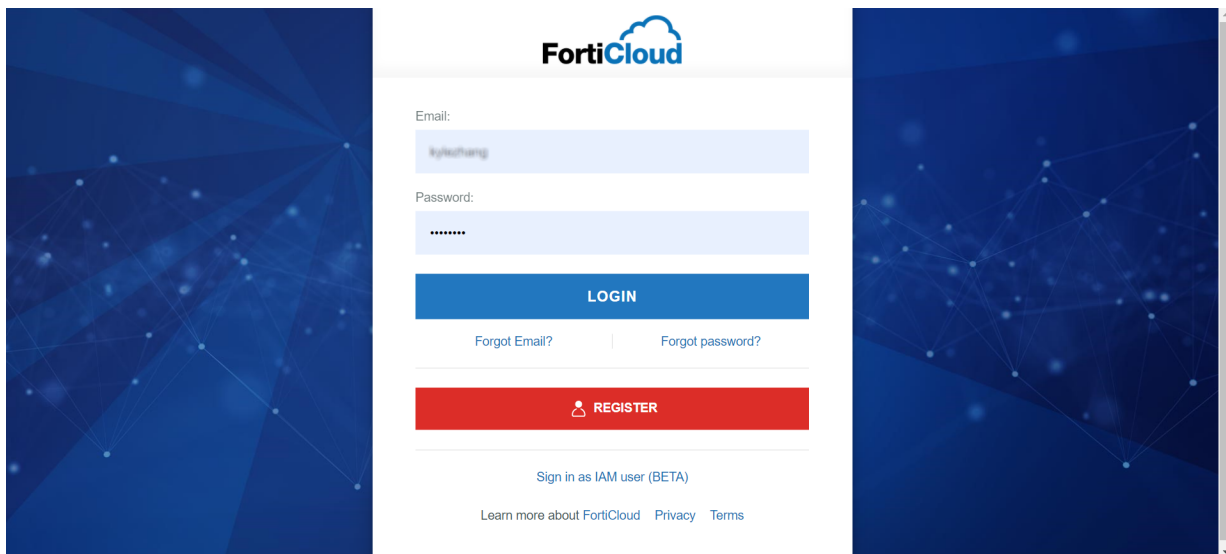 FortiCloud
Email:
Password:
••••••••
LOGIN
Forgot Email? Forgot password?
REGISTER
Sign in as IAM user (BETA)
Learn more about FortiCloud Privacy Terms